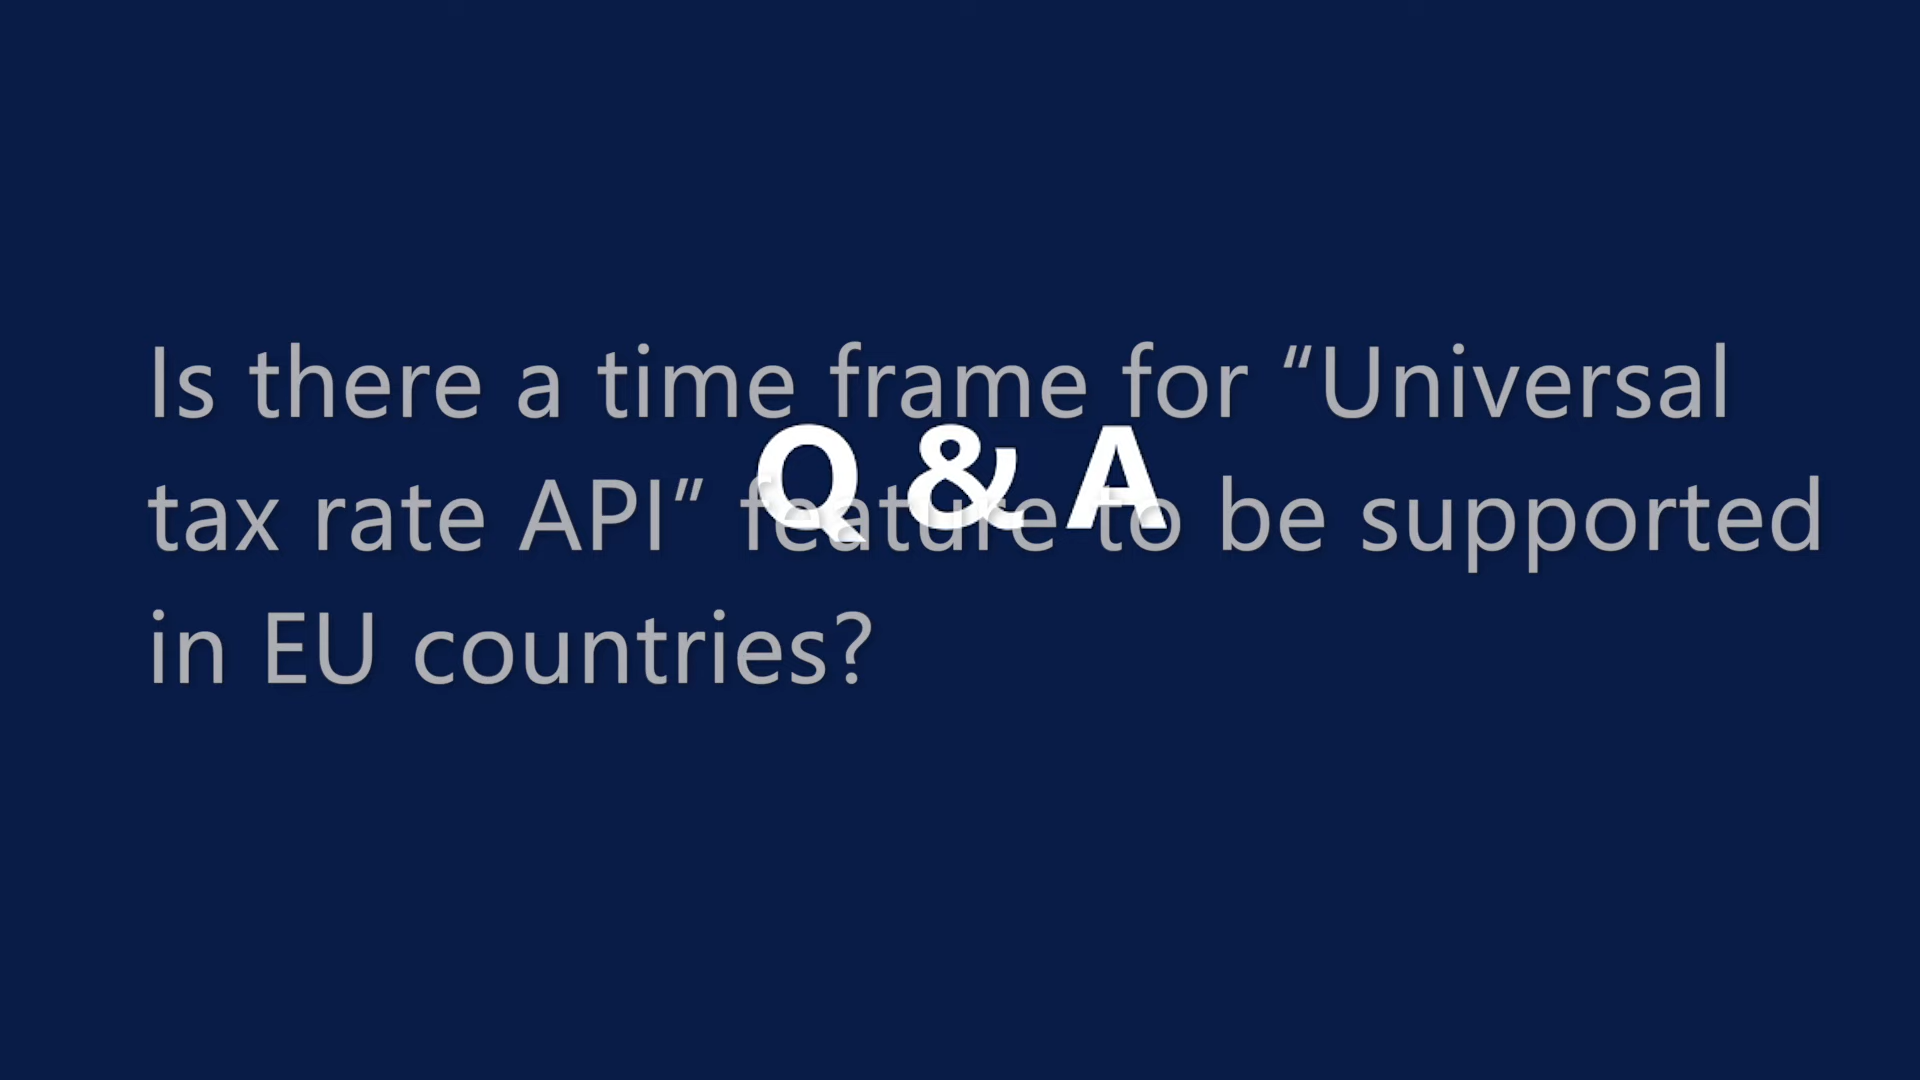 Is there a time frame for “Universal
Q & A
tax rate API” feature to be supported
in EU countries?